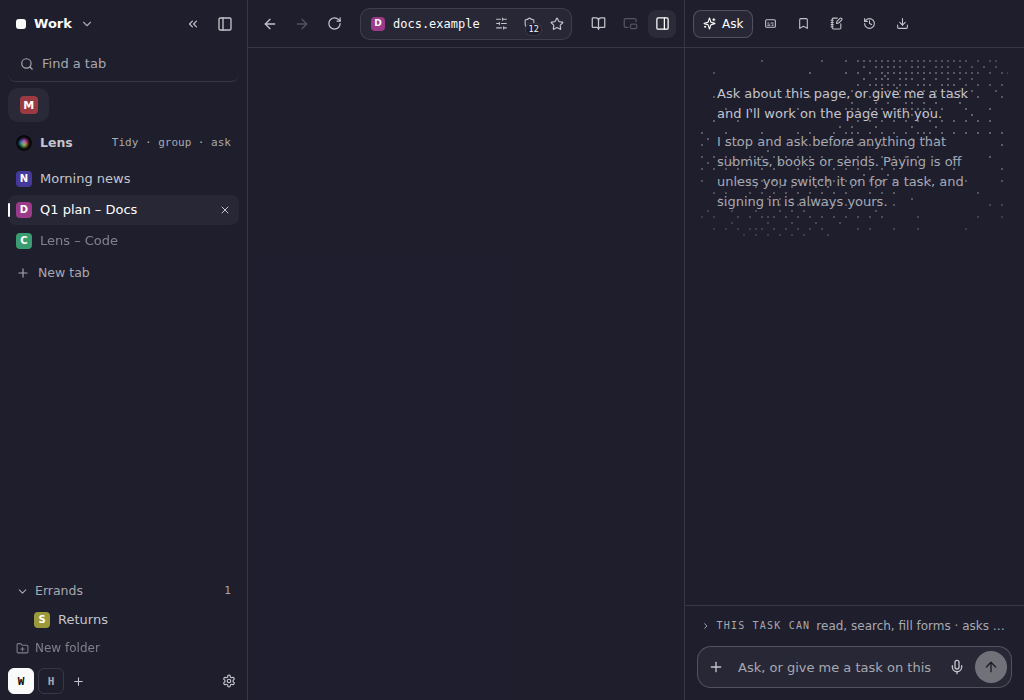 Work
Find a tab
M
Lens Tidy · group · ask
N Morning news
D Q1 plan – Docs
C Lens – Code
New tab
Errands 1
S Returns
New folder
W H
D docs.example 12
Ask
Ask about this page, or give me a task
and I'll work on the page with you.
I stop and ask before anything that
submits, books or sends. Paying is off
unless you switch it on for a task, and
signing in is always yours.
THIS TASK CAN read, search, fill forms · asks …
Ask, or give me a task on this